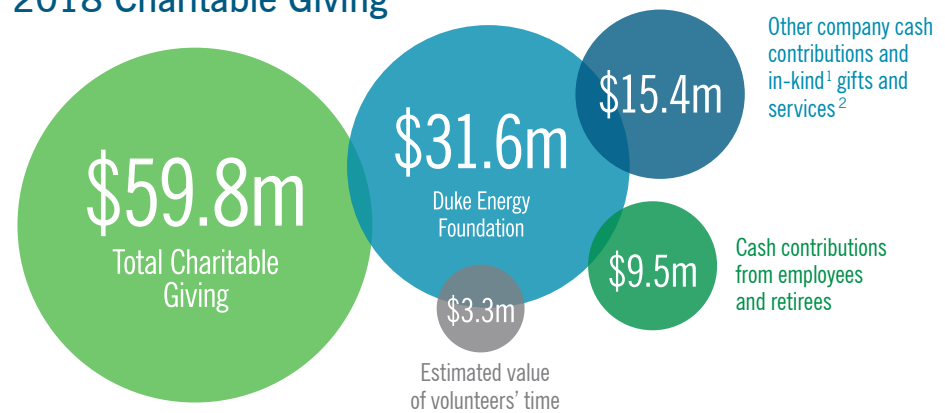 2018 Charitable Giving
$59.8m
Total Charitable
Giving
$31.6m
Duke Energy
Foundation
$15.4m
Other company cash
contributions and
in-kind¹ gifts and
services ²
$9.5m
Cash contributions
from employees
and retirees
$3.3m
Estimated value
of volunteers’ time